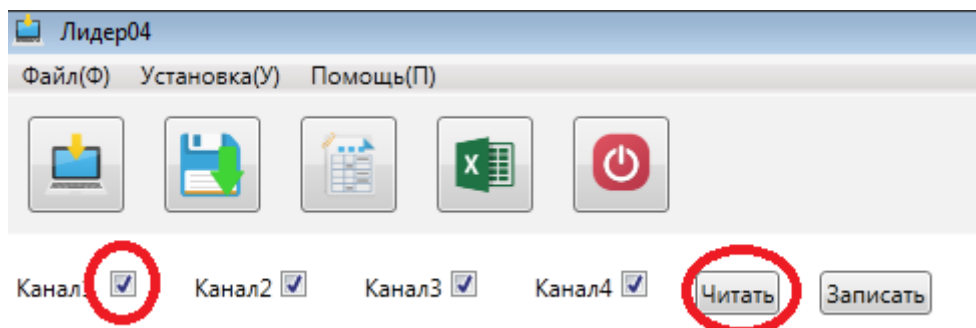 Лидер04
Файл(Ф) Установка(У) Помощь(П)
X
Канал Канал2 Канал3 Канал4 Читать Записать